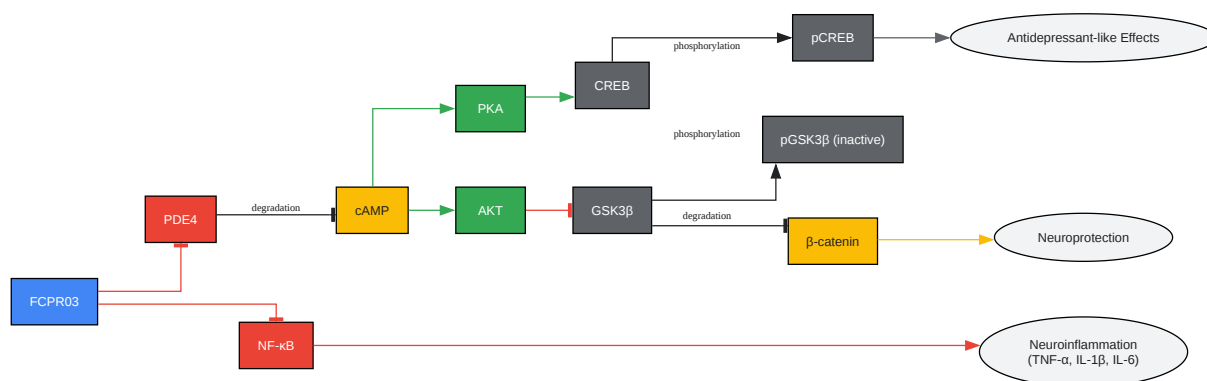 pCREB
Antidepressant-like Effects
phosphorylation
CREB
PKA
phosphorylation
pGSK3β (inactive)
degradation
PDE4
cAMP
AKT
GSK3β
degradation
β-catenin
Neuroprotection
FCPR03
NF-κB
Neuroinflammation
(TNF-α, IL-1β, IL-6)